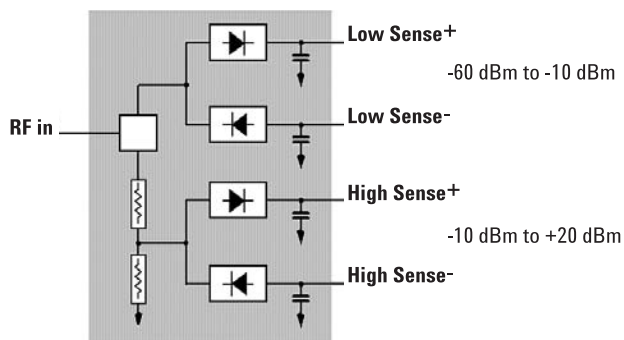 Low Sense+
-60 dBm to -10 dBm
RF in
Low Sense-
High Sense+
-10 dBm to +20 dBm
High Sense-